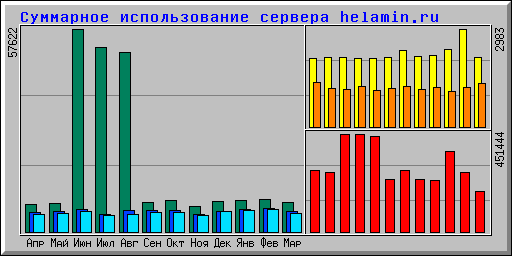 Суммарное использование сервера helamin.ru
57622
2983
451444
Апр Май Июн Июл Авг Сен Окт Ноя Дек Янв Фев Мар